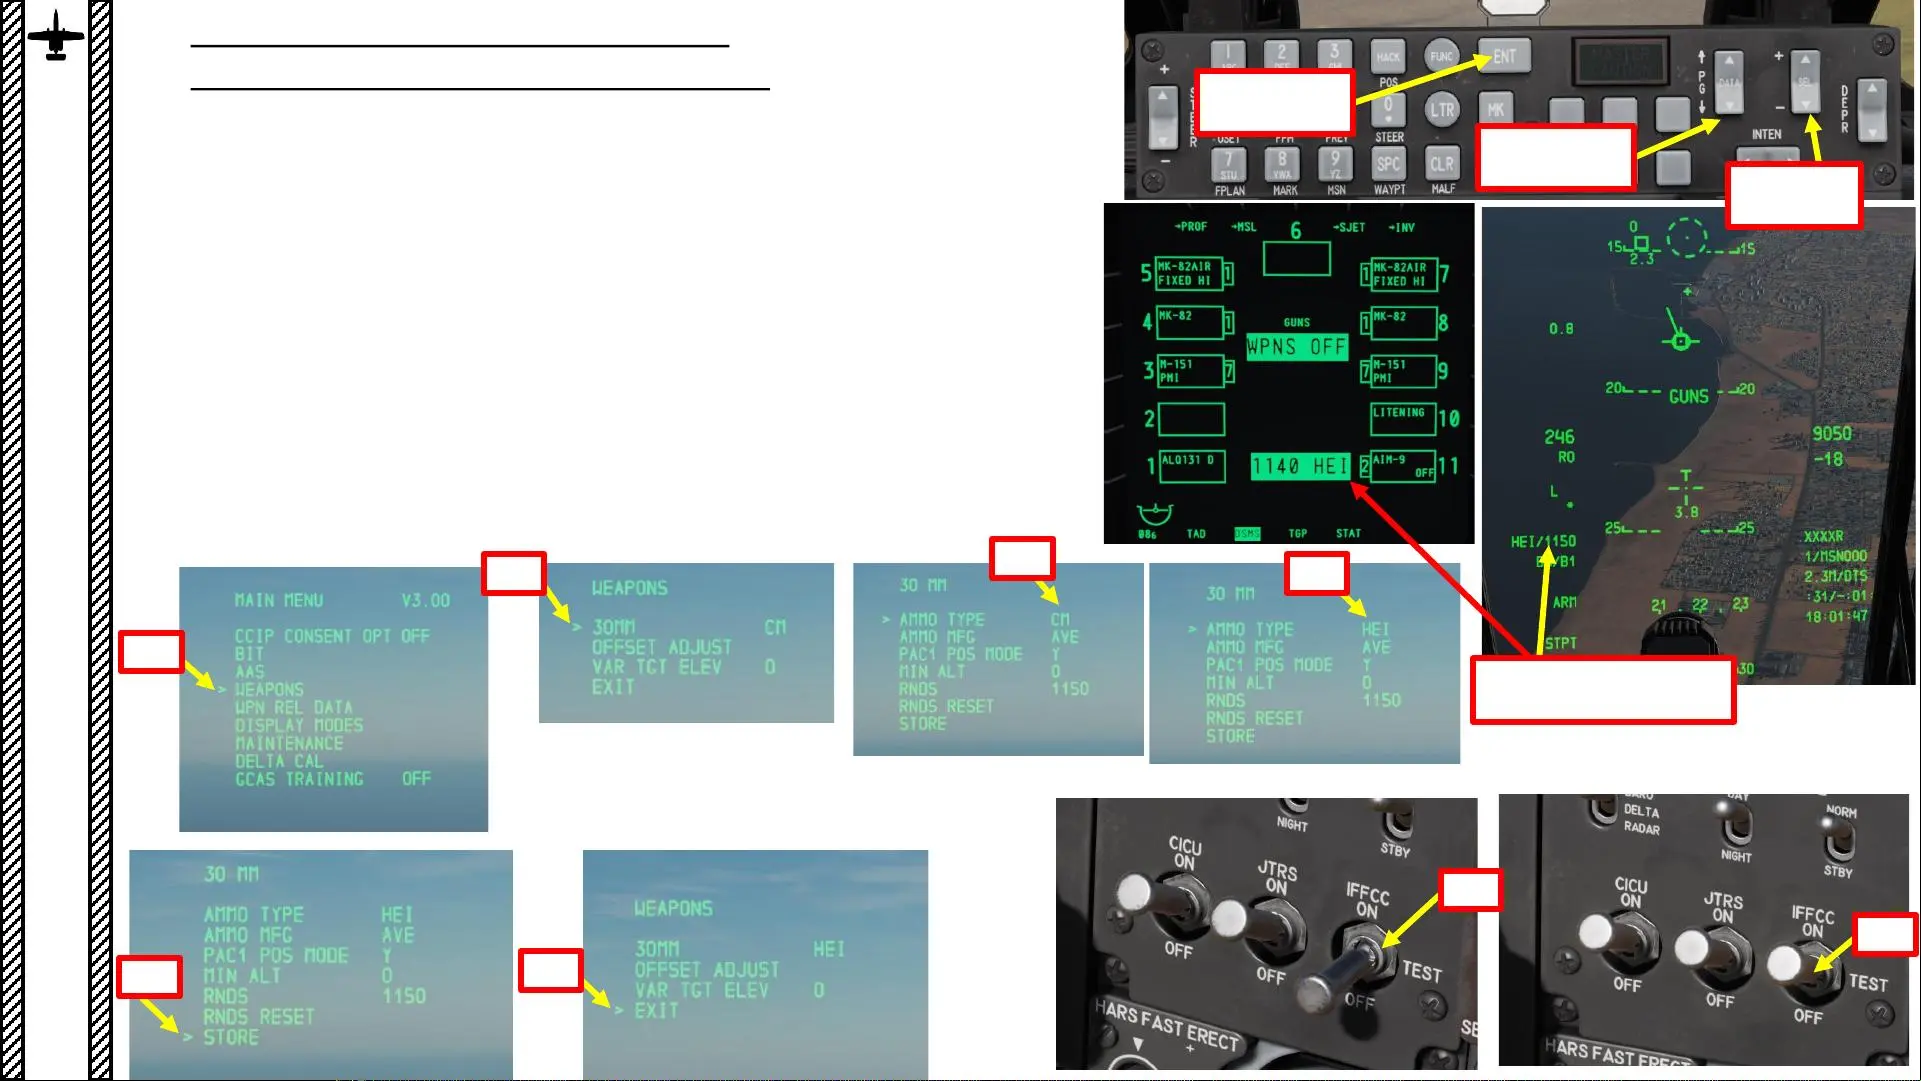 1
2
3
HACK
FUNC
ENT
POS
0
LTR
MK
STEER
7
STU
8
VWX
9
YZ
SPC
CLR
FPLAN
MARK
MSN
WAYPT
MALF
PG
DATA
SEL
INTEN
DEPR
+
−
→PROF
→MSL
6
→SJET
→INV
5
MK-82AIR
FIXED HI
1
1
MK-82AIR
FIXED HI
7
4
MK-82
1
GUNS
WPNS OFF
1
MK-82
8
3
M-151
PMI
7
7
M-151
PMI
9
2
LITENING
10
1
ALQ131 D
1140 HEI
2
AIM-9
OFF
11
086
TAD
DSMS
TGP
STAT
0
15
15
2.3
0.8
20
20
GUNS
246
RO
9050
-18
L
*
T
3.8
25
25
HEI/1150
/B1
XXXXR
1/MSN000
2.3M/DTS
:31/-:01
18:01:47
ARM
21 . 22 . 23
STPT
30
MAIN MENU V3.00
CCIP CONSENT OPT OFF
BIT
AAS
> WEAPONS
WPN REL DATA
DISPLAY MODES
MAINTENANCE
DELTA CAL
GCAS TRAINING OFF
WEAPONS
> 30MM CM
OFFSET ADJUST
VAR TGT ELEV 0
EXIT
30 MM
> AMMO TYPE CM
AMMO MFG AVE
PAC1 POS MODE Y
MIN ALT 0
RNDS 1150
RNDS RESET
STORE
30 MM
> AMMO TYPE HEI
AMMO MFG AVE
PAC1 POS MODE Y
MIN ALT 0
RNDS 1150
RNDS RESET
STORE
30 MM
AMMO TYPE HEI
AMMO MFG AVE
PAC1 POS MODE Y
MIN ALT 0
RNDS 1150
RNDS RESET
> STORE
WEAPONS
30MM HEI
OFFSET ADJUST
VAR TGT ELEV 0
> EXIT
NIGHT
STBY
CICU
ON
JTRS
ON
IFFCC
ON
OFF
OFF
OFF
TEST
HARS FAST ERECT
+
DELTA
RADAR
NIGHT
NORM
STBY
CICU
ON
JTRS
ON
IFFCC
ON
OFF
OFF
OFF
TEST
HARS FAST ERECT